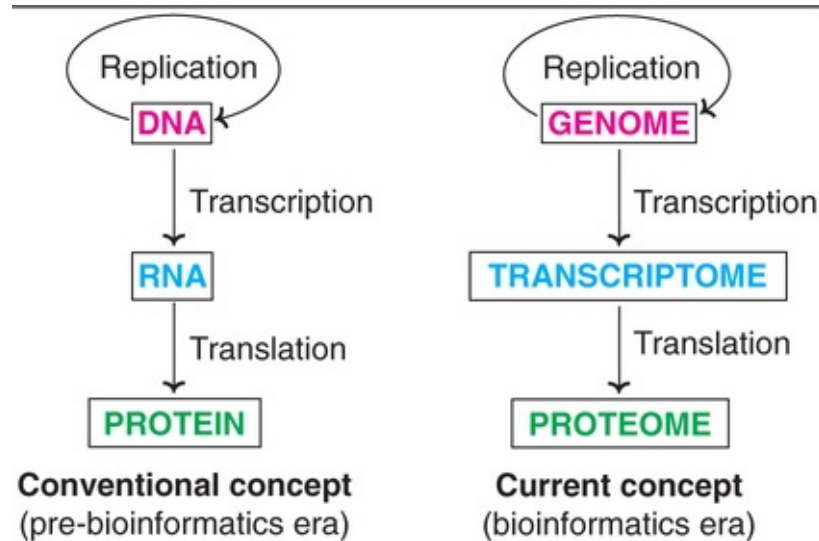 Replication
DNA
Transcription
RNA
Translation
PROTEIN
Conventional concept
(pre-bioinformatics era)
Replication
GENOME
Transcription
TRANSCRIPTOME
Translation
PROTEOME
Current concept
(bioinformatics era)